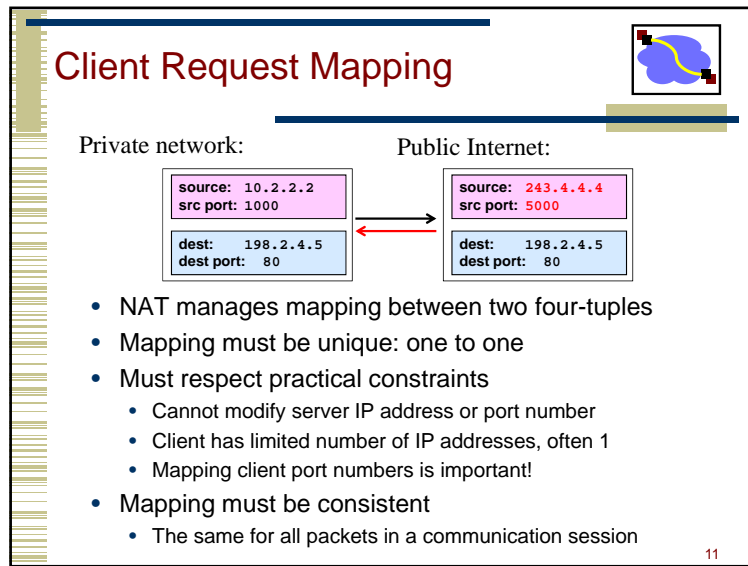 Client Request Mapping
Private network:
Public Internet:
source: 10.2.2.2
src port: 1000
dest: 198.2.4.5
dest port: 80
source: 243.4.4.4
src port: 5000
dest: 198.2.4.5
dest port: 80
• NAT manages mapping between two four-tuples
• Mapping must be unique: one to one
• Must respect practical constraints
• Cannot modify server IP address or port number
• Client has limited number of IP addresses, often 1
• Mapping client port numbers is important!
• Mapping must be consistent
• The same for all packets in a communication session
11